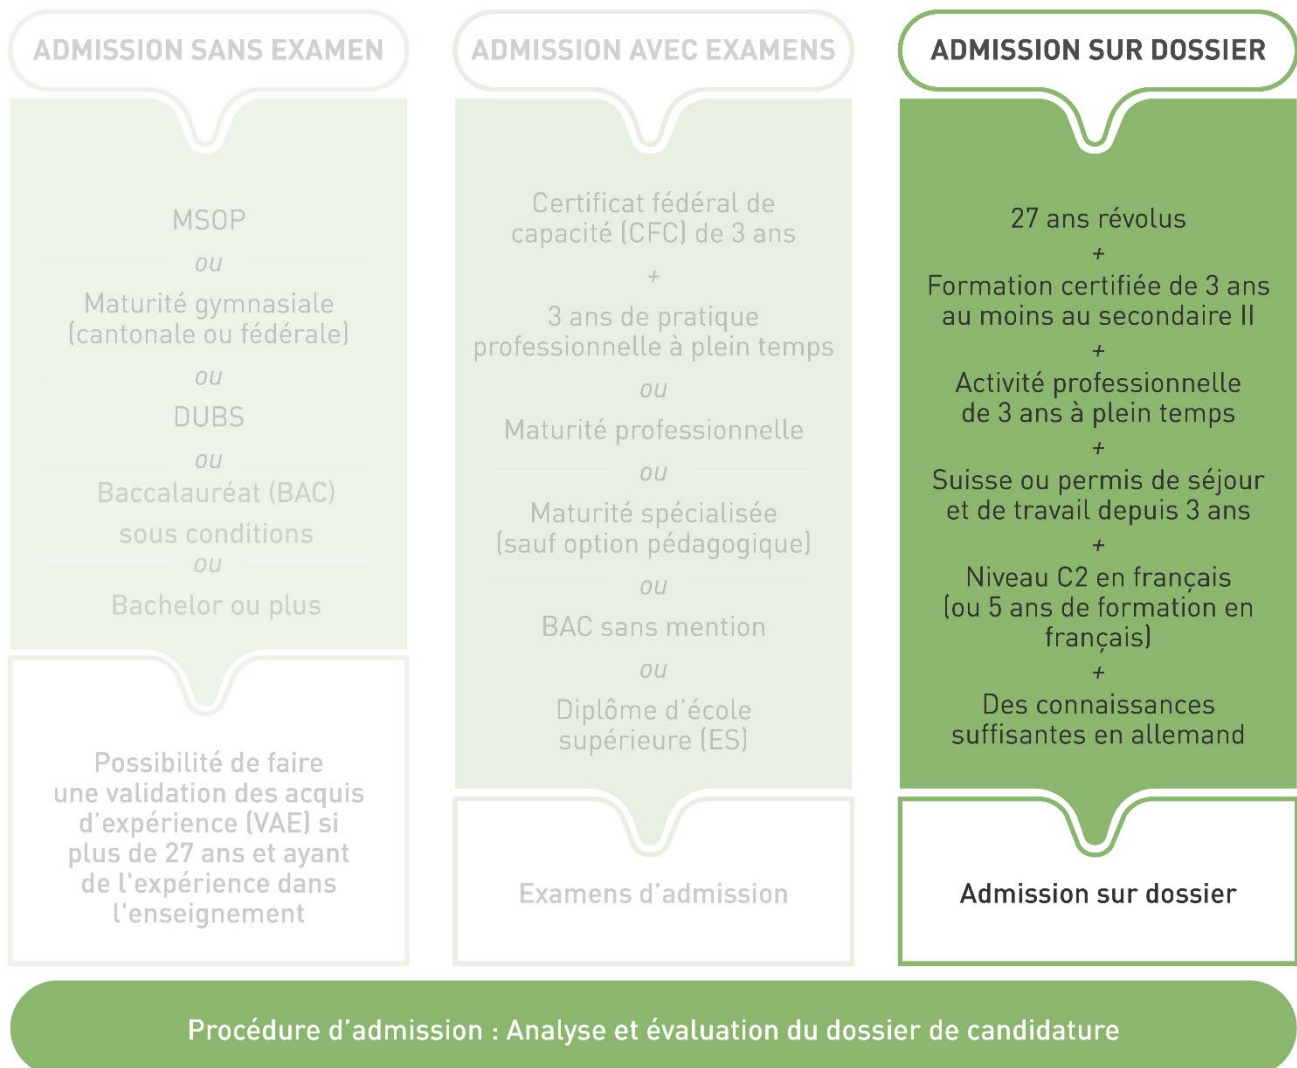 ADMISSION SANS EXAMEN
MSOP
ou
Maturité gymnasiale
(cantonale ou fédérale)
ou
DUBS
ou
Baccalauréat (BAC)
sous conditions
ou
Bachelor ou plus
Possibilité de faire
une validation des acquis
d'expérience (VAE) si
plus de 27 ans et ayant
de l'expérience dans
l'enseignement
ADMISSION AVEC EXAMENS
Certificat fédéral de
capacité (CFC) de 3 ans
+
3 ans de pratique
professionnelle à plein temps
ou
Maturité professionnelle
ou
Maturité spécialisée
(sauf option pédagogique)
ou
BAC sans mention
ou
Diplôme d'école
supérieure (ES)
Examens d'admission
ADMISSION SUR DOSSIER
27 ans révolus
+
Formation certifiée de 3 ans
au moins au secondaire II
+
Activité professionnelle
de 3 ans à plein temps
+
Suisse ou permis de séjour
et de travail depuis 3 ans
+
Niveau C2 en français
(ou 5 ans de formation en
français)
+
Des connaissances
suffisantes en allemand
Admission sur dossier
Procédure d'admission : Analyse et évaluation du dossier de candidature